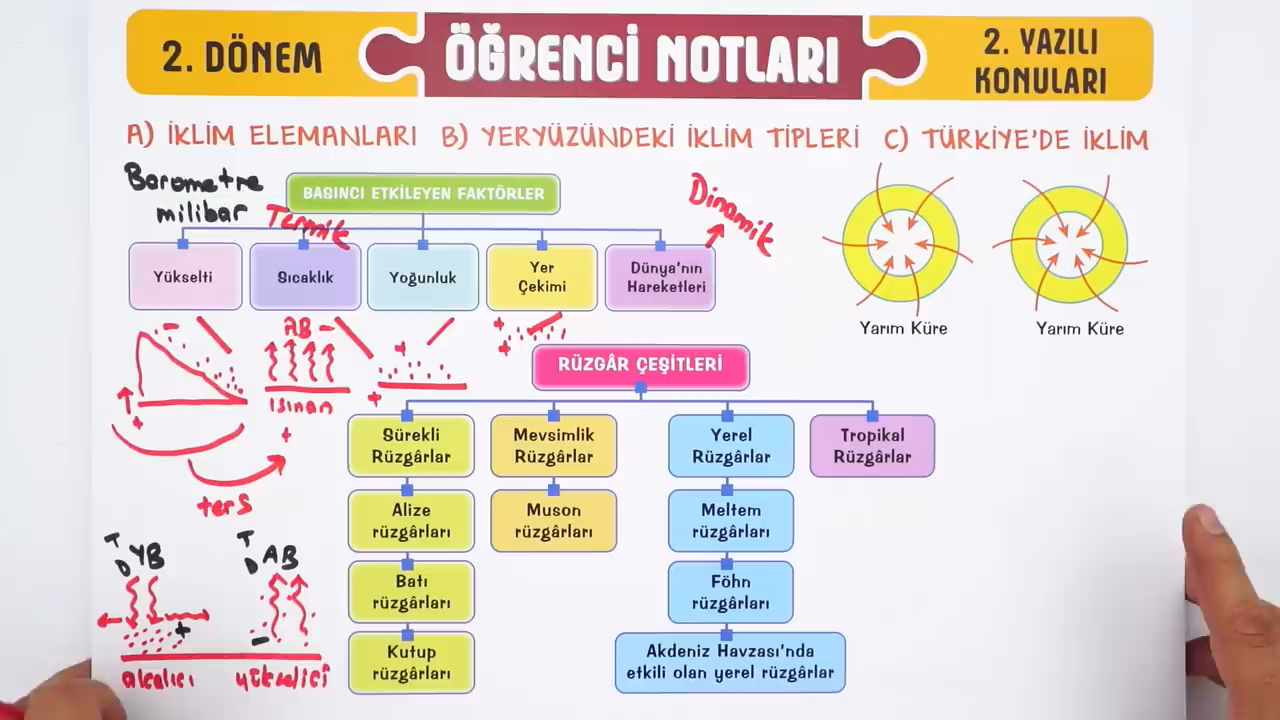 2. DÖNEM
ÖĞRENCİ NOTLARI
2. YAZILI
KONULARI
A) İKLİM ELEMANLARI B) YERYÜZÜNDEKİ İKLİM TİPLERİ C) TÜRKİYE'DE İKLİM
Barometre
milibar
BASINCI ETKİLEYEN FAKTÖRLER
Termik
Dinamik
Yükselti
Sıcaklık
Yoğunluk
Yer
Çekimi
Dünya'nın
Hareketleri
Yarım Küre
Yarım Küre
AB -
ısınan
ters
RÜZGÂR ÇEŞİTLERİ
Sürekli
Rüzgârlar
Mevsimlik
Rüzgârlar
Yerel
Rüzgârlar
Tropikal
Rüzgârlar
Alize
rüzgârları
Muson
rüzgârları
Meltem
rüzgârları
Batı
rüzgârları
Föhn
rüzgârları
Kutup
rüzgârları
Akdeniz Havzası'nda
etkili olan yerel rüzgârlar
T
D YB
T
D AB
alçalıcı
yükselici